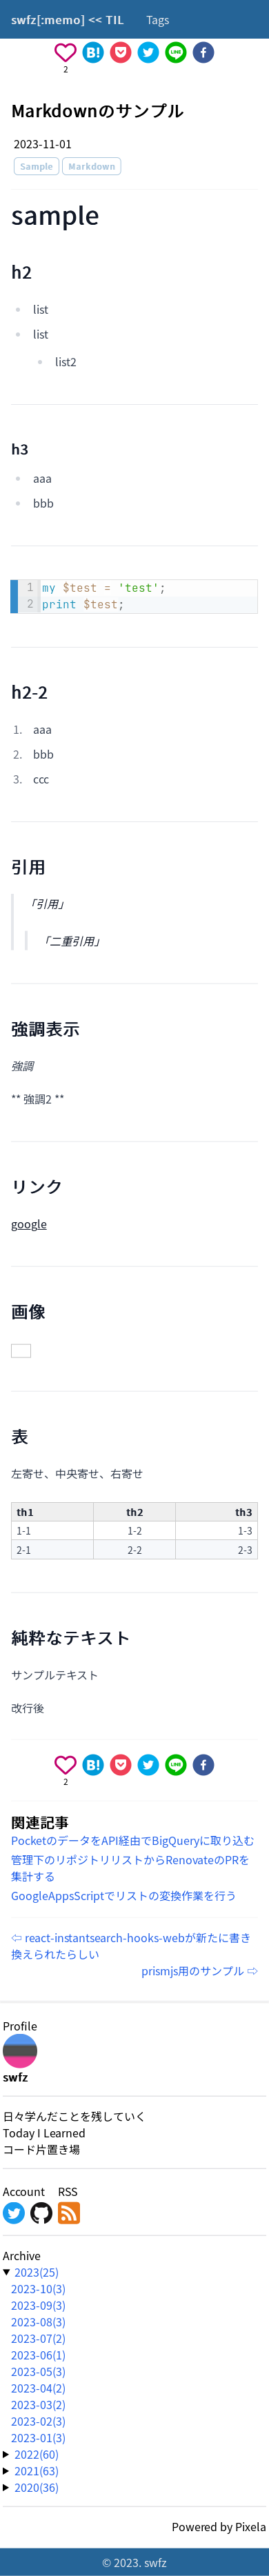 swfz[:memo] << TIL Tags
B!
2
Markdownのサンプル
2023-11-01
Sample Markdown
sample
h2
list
list
list2
h3
aaa
bbb
1 my $test = 'test';
2 print $test;
h2-2
1. aaa
2. bbb
3. ccc
引用
「引用」
「二重引用」
強調表示
強調
** 強調2 **
リンク
google
画像
表
左寄せ、中央寄せ、右寄せ
th1 th2 th3
1-1 1-2 1-3
2-1 2-2 2-3
純粋なテキスト
サンプルテキスト
改行後
B!
2
関連記事
PocketのデータをAPI経由でBigQueryに取り込む
管理下のリポジトリリストからRenovateのPRを
集計する
GoogleAppsScriptでリストの変換作業を行う
⇦ react-instantsearch-hooks-webが新たに書き
換えられたらしい
prismjs用のサンプル ⇨
Profile
swfz
日々学んだことを残していく
Today I Learned
コード片置き場
Account RSS
Archive
▼ 2023(25)
2023-10(3)
2023-09(3)
2023-08(3)
2023-07(2)
2023-06(1)
2023-05(3)
2023-04(2)
2023-03(2)
2023-02(3)
2023-01(3)
▶ 2022(60)
▶ 2021(63)
▶ 2020(36)
Powered by Pixela
© 2023. swfz